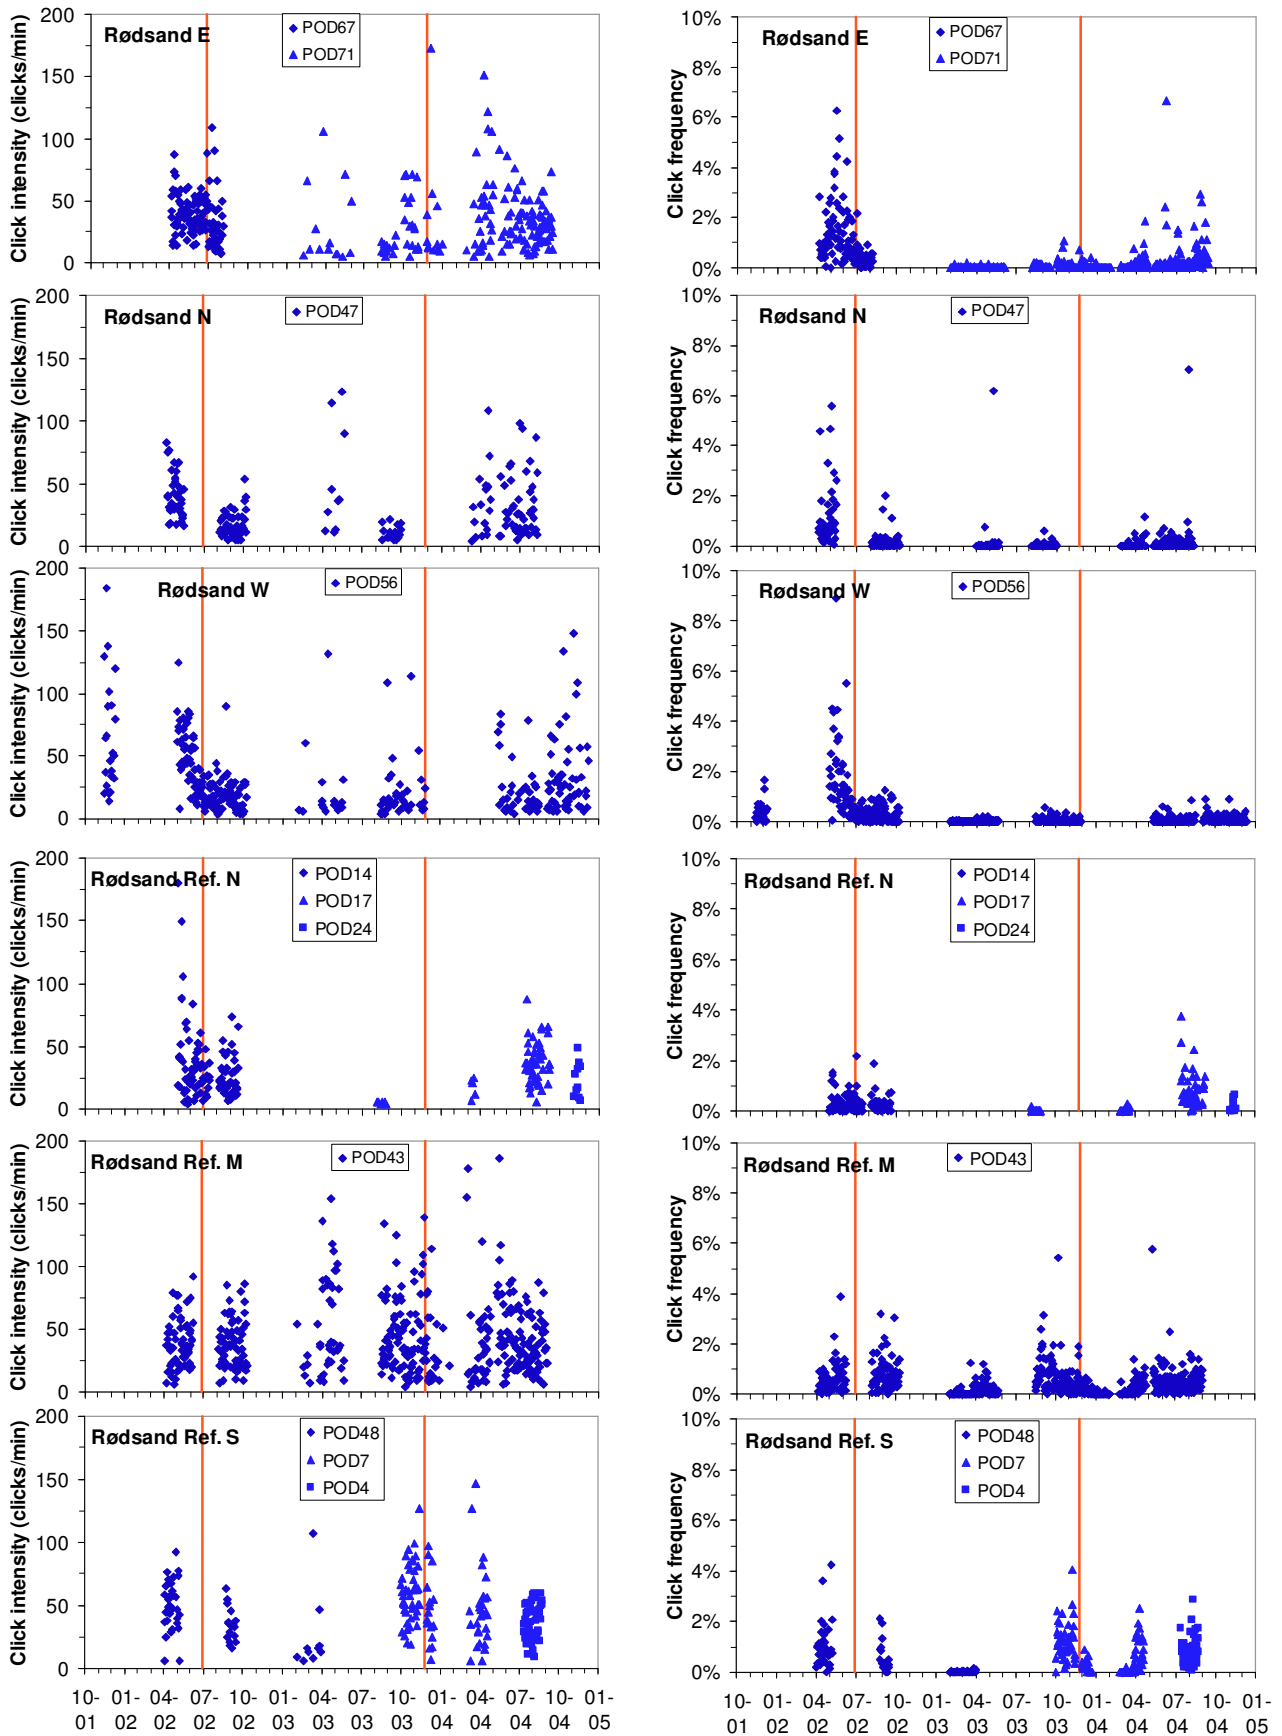 Click intensity (clicks/min)
200
150
100
50
0
Rødsand E
POD67
POD71
Click frequency
10%
8%
6%
4%
2%
0%
Rødsand E
POD67
POD71
Click intensity (clicks/min)
200
150
100
50
0
Rødsand N
POD47
Click frequency
10%
8%
6%
4%
2%
0%
Rødsand N
POD47
Click intensity (clicks/min)
200
150
100
50
0
Rødsand W
POD56
Click frequency
10%
8%
6%
4%
2%
0%
Rødsand W
POD56
Click intensity (clicks/min)
200
150
100
50
0
Rødsand Ref. N
POD14
POD17
POD24
Click frequency
10%
8%
6%
4%
2%
0%
Rødsand Ref. N
POD14
POD17
POD24
Click intensity (clicks/min)
200
150
100
50
0
Rødsand Ref. M
POD43
Click frequency
10%
8%
6%
4%
2%
0%
Rødsand Ref. M
POD43
Click intensity (clicks/min)
200
150
100
50
0
Rødsand Ref. S
POD48
POD7
POD4
10- 01- 04- 07- 10- 01- 04- 07- 10- 01- 04- 07- 10- 01-
01 02 02 02 02 03 03 03 03 04 04 04 04 05
Click frequency
10%
8%
6%
4%
2%
0%
Rødsand Ref. S
POD48
POD7
POD4
10- 01- 04- 07- 10- 01- 04- 07- 10- 01- 04- 07- 10- 01-
01 02 02 02 02 03 03 03 03 04 04 04 04 05